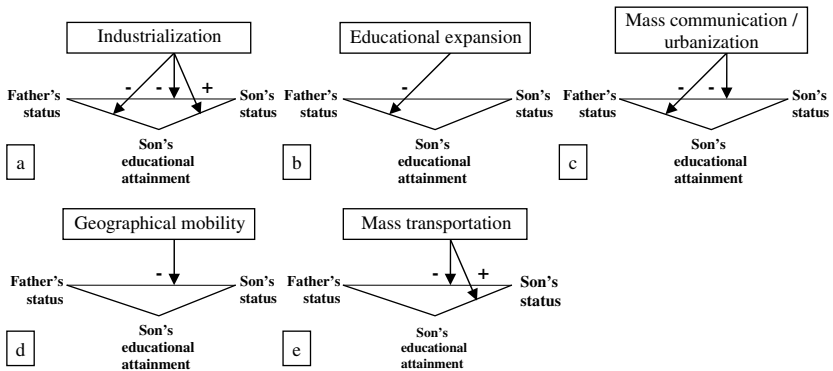 Industrialization
- - +
Father's
status
Son's
status
Son's
educational
attainment
a
Educational expansion
-
Father's
status
Son's
status
Son's
educational
attainment
b
Mass communication /
urbanization
- -
Father's
status
Son's
status
Son's
educational
attainment
c
Geographical mobility
-
Father's
status
Son's
status
Son's
educational
attainment
d
Mass transportation
- +
Father's
status
Son's
status
Son's
educational
attainment
e